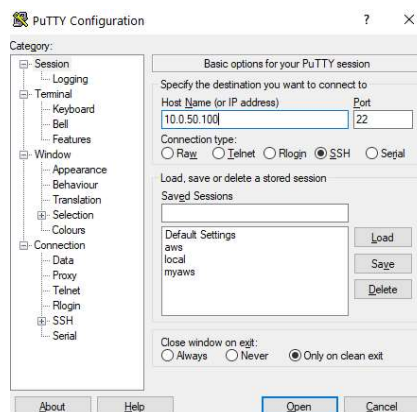 PuTTY Configuration
?
×
Category:
Session
Logging
Terminal
Keyboard
Bell
Features
Window
Appearance
Behaviour
Translation
Selection
Colours
Connection
Data
Proxy
Telnet
Rlogin
SSH
Serial
Basic options for your PuTTY session
Specify the destination you want to connect to
Host Name (or IP address) Port
10.0.50.100 22
Connection type:
Raw Telnet Rlogin SSH Serial
Load, save or delete a stored session
Saved Sessions
Default Settings
aws
local
myaws
Load
Save
Delete
Close window on exit:
Always Never Only on clean exit
About Help Open Cancel